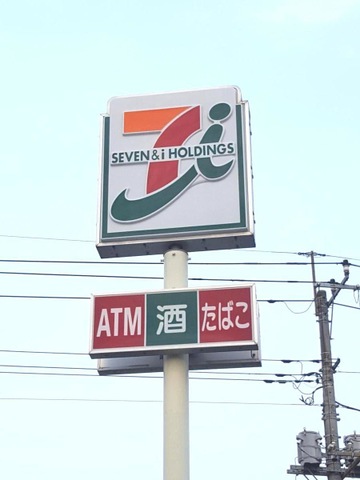 7i
SEVEN & i HOLDINGS
ATM 酒 たばこ